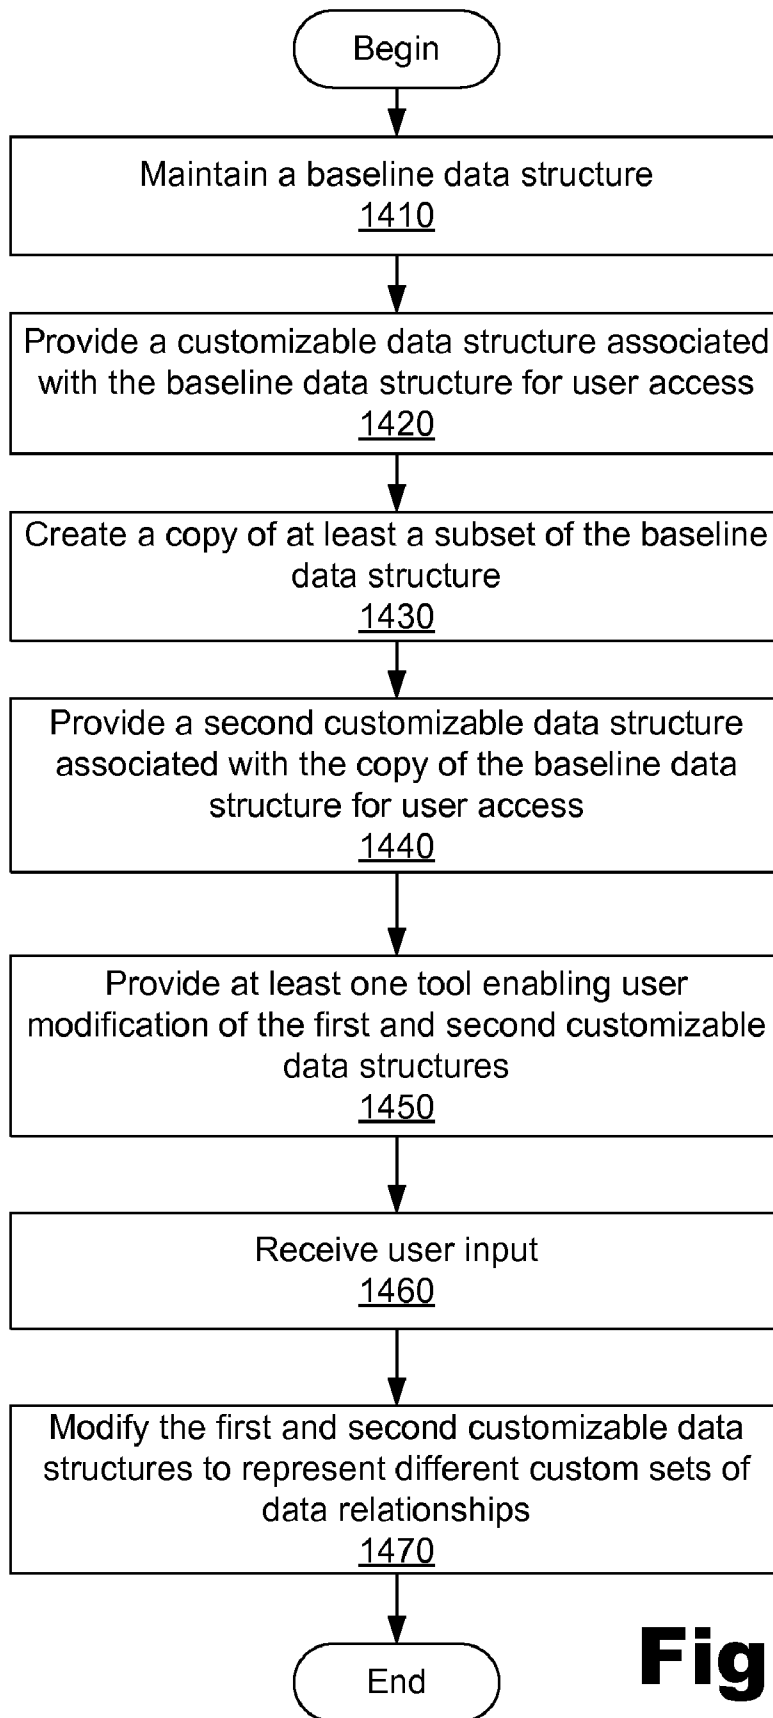 Begin
Maintain a baseline data structure
1410
Provide a customizable data structure associated
with the baseline data structure for user access
1420
Create a copy of at least a subset of the baseline
data structure
1430
Provide a second customizable data structure
associated with the copy of the baseline data
structure for user access
1440
Provide at least one tool enabling user
modification of the first and second customizable
data structures
1450
Receive user input
1460
Modify the first and second customizable data
structures to represent different custom sets of
data relationships
1470
End
Fig